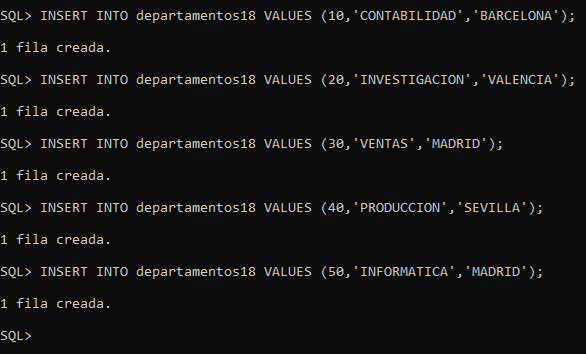 SQL> INSERT INTO departamentos18 VALUES (10,'CONTABILIDAD','BARCELONA');
1 fila creada.
SQL> INSERT INTO departamentos18 VALUES (20,'INVESTIGACION','VALENCIA');
1 fila creada.
SQL> INSERT INTO departamentos18 VALUES (30,'VENTAS','MADRID');
1 fila creada.
SQL> INSERT INTO departamentos18 VALUES (40,'PRODUCCION','SEVILLA');
1 fila creada.
SQL> INSERT INTO departamentos18 VALUES (50,'INFORMATICA','MADRID');
1 fila creada.
SQL>